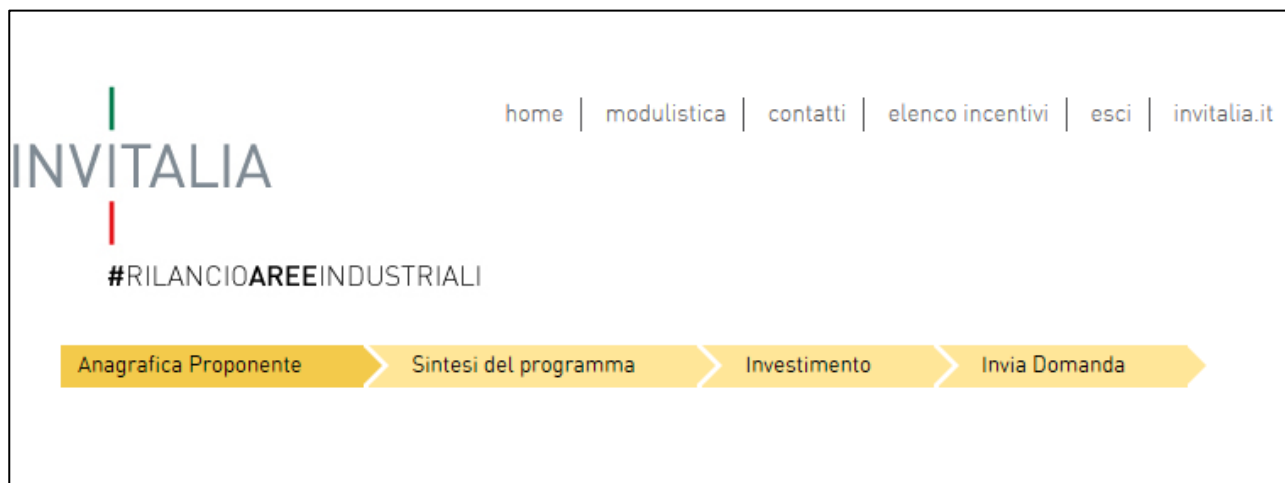 home | modulistica | contatti | elenco incentivi | esci | invitalia.it
INVITALIA
#RILANCIOAREEINDUSTRIALI
Anagrafica Proponente Sintesi del programma Investimento Invia Domanda